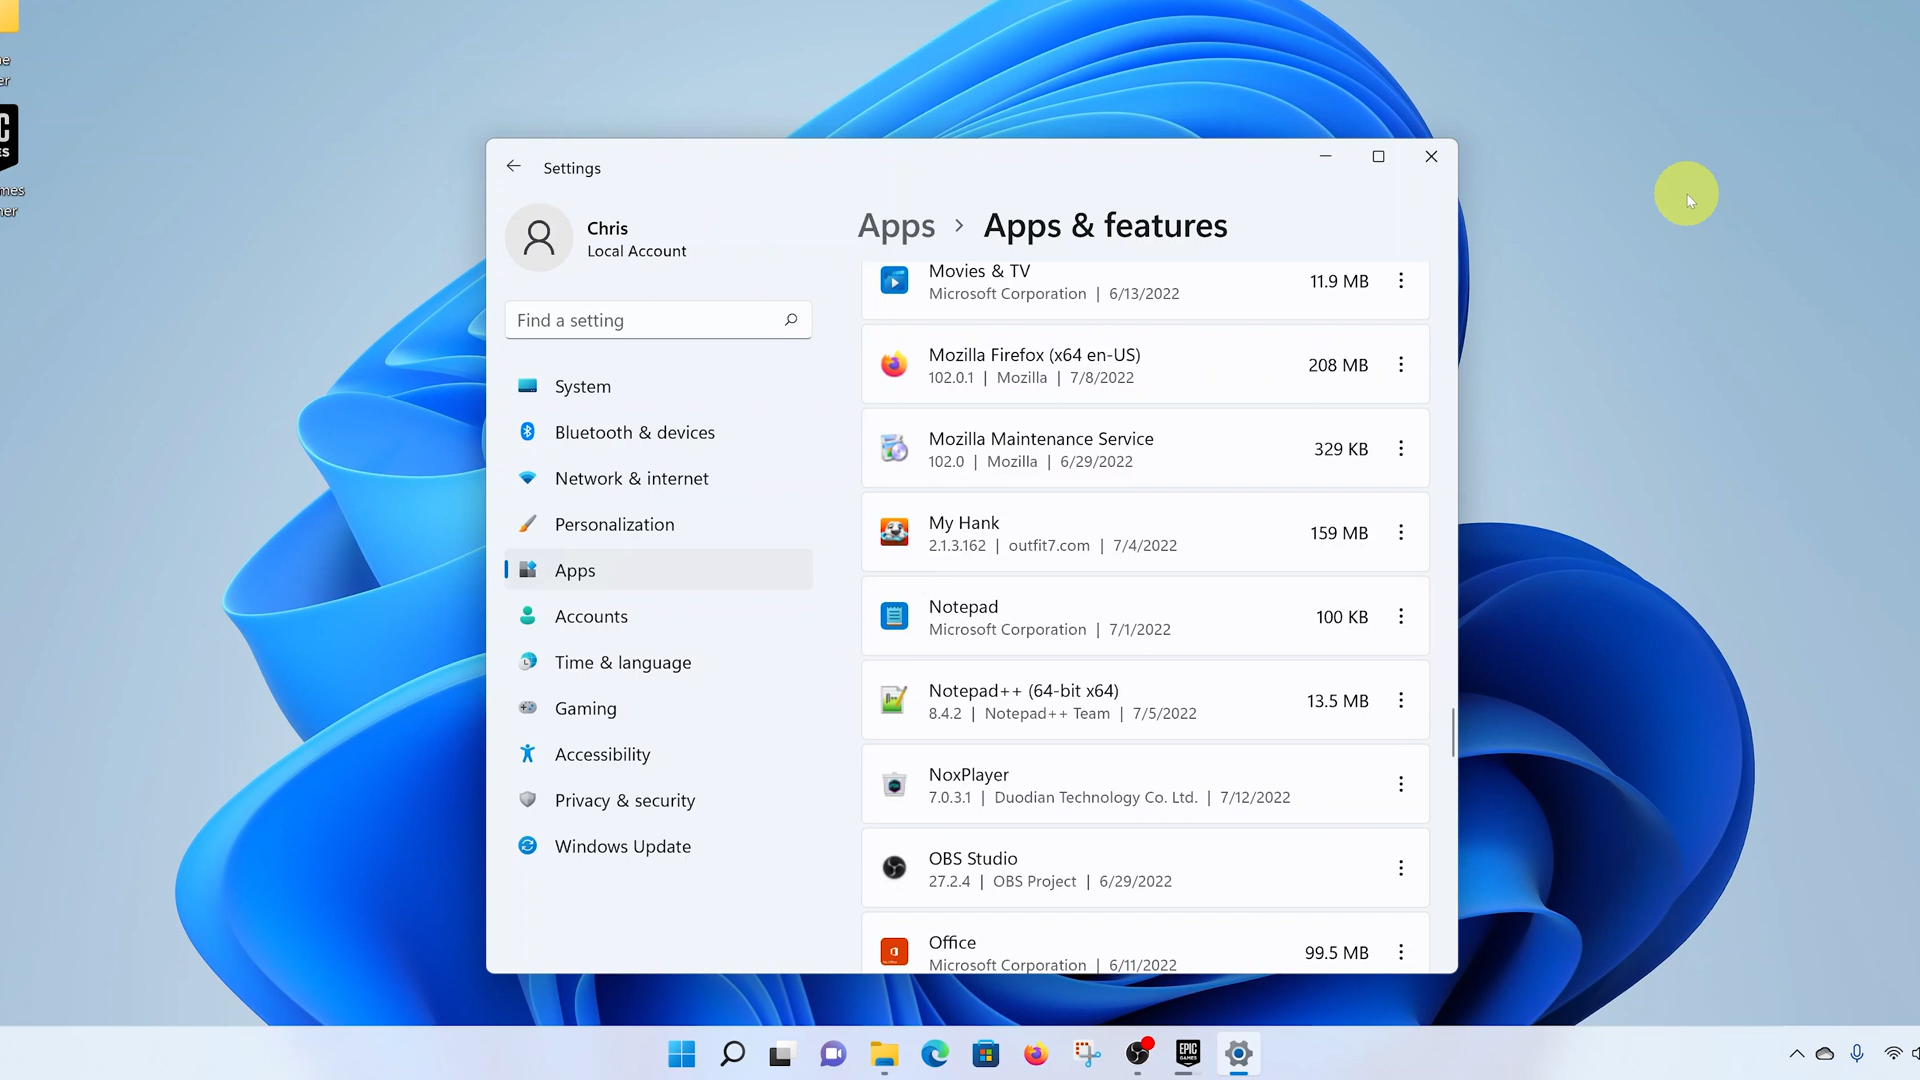 Settings
Chris
Local Account
Find a setting
System
Bluetooth & devices
Network & internet
Personalization
Apps
Accounts
Time & language
Gaming
Accessibility
Privacy & security
Windows Update
Apps > Apps & features
Movies & TV
Microsoft Corporation | 6/13/2022
11.9 MB
Mozilla Firefox (x64 en-US)
102.0.1 | Mozilla | 7/8/2022
208 MB
Mozilla Maintenance Service
102.0 | Mozilla | 6/29/2022
329 KB
My Hank
2.1.3.162 | outfit7.com | 7/4/2022
159 MB
Notepad
Microsoft Corporation | 7/1/2022
100 KB
Notepad++ (64-bit x64)
8.4.2 | Notepad++ Team | 7/5/2022
13.5 MB
NoxPlayer
7.0.3.1 | Duodian Technology Co. Ltd. | 7/12/2022
OBS Studio
27.2.4 | OBS Project | 6/29/2022
Office
Microsoft Corporation | 6/11/2022
99.5 MB
EPIC
GAMES